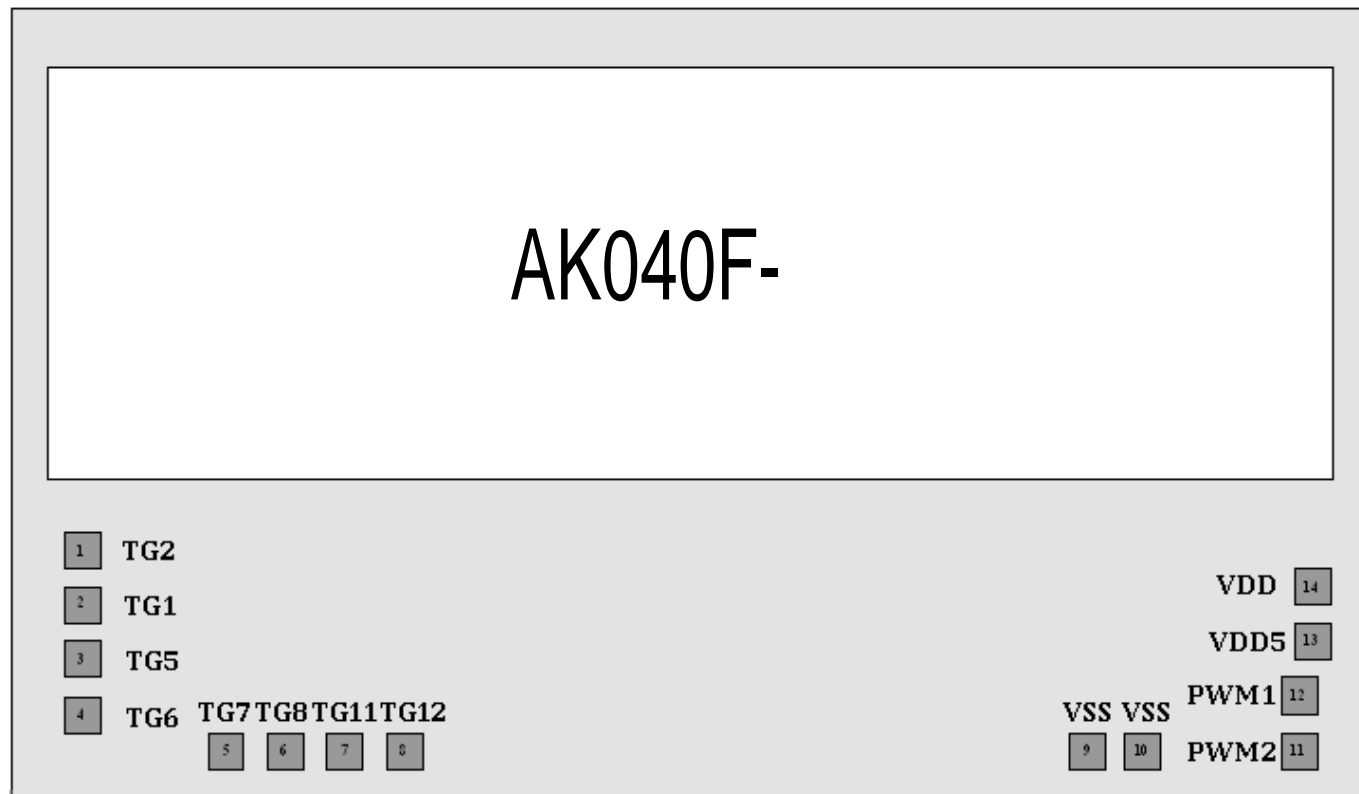 AK040F-
1 TG2
2 TG1
3 TG5
4 TG6
TG7 TG8 TG11 TG12
5 6 7 8
VDD 14
VDD5 13
PWM1 12
VSS VSS
9 10
PWM2 11